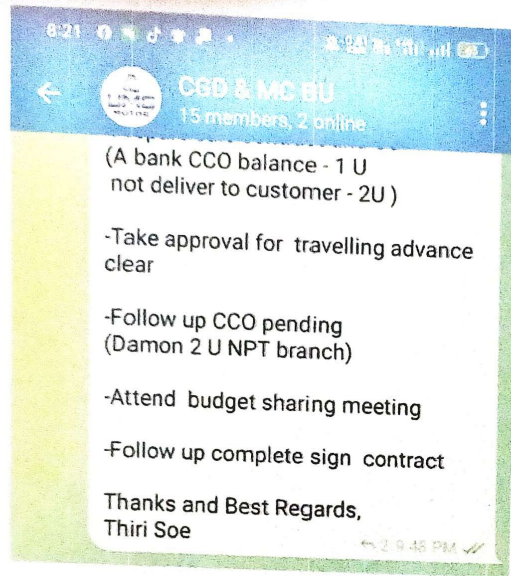 8:21
CGD & MC BU
UMG
15 members, 2 online
(A bank CCO balance - 1 U
not deliver to customer - 2U )
-Take approval for travelling advance
clear
-Follow up CCO pending
(Damon 2 U NPT branch)
-Attend budget sharing meeting
-Follow up complete sign contract
Thanks and Best Regards,
Thiri Soe
2 9:48 PM